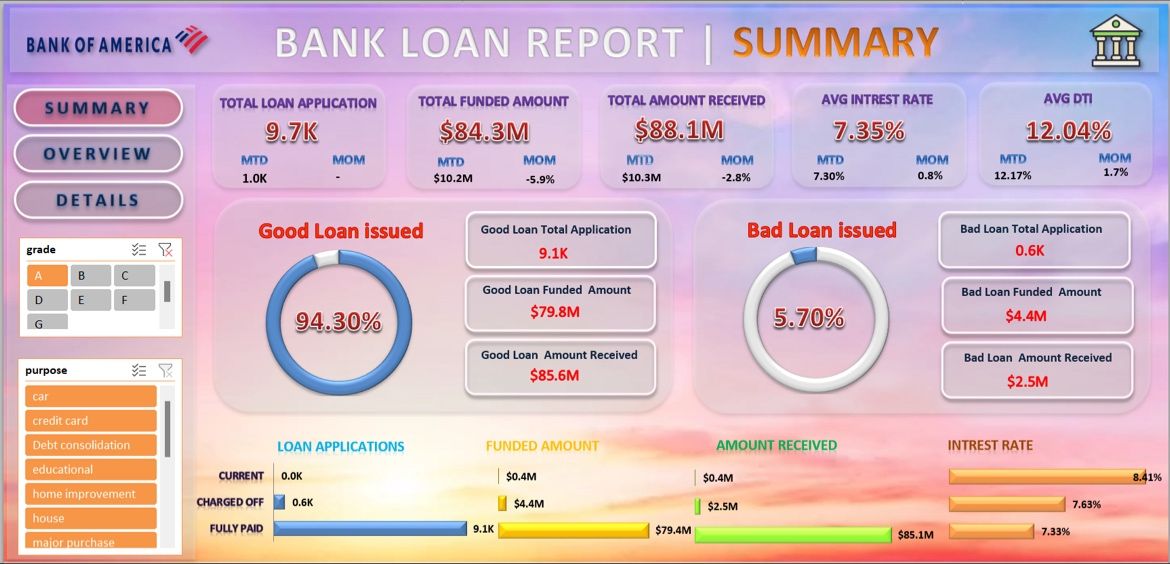 BANK OF AMERICA
BANK LOAN REPORT | SUMMARY
SUMMARY
OVERVIEW
DETAILS
TOTAL LOAN APPLICATION
9.7K
MTD MOM
1.0K -
TOTAL FUNDED AMOUNT
$84.3M
MTD MOM
$10.2M -5.9%
TOTAL AMOUNT RECEIVED
$88.1M
MTD MOM
$10.3M -2.8%
AVG INTREST RATE
7.35%
MTD MOM
7.30% 0.8%
AVG DTI
12.04%
MTD MOM
12.17% 1.7%
grade
A B C
D E F
G
purpose
car
credit card
Debt consolidation
educational
home improvement
house
major purchase
Good Loan issued
94.30%
Good Loan Total Application
9.1K
Good Loan Funded Amount
$79.8M
Good Loan Amount Received
$85.6M
Bad Loan issued
5.70%
Bad Loan Total Application
0.6K
Bad Loan Funded Amount
$4.4M
Bad Loan Amount Received
$2.5M
LOAN APPLICATIONS FUNDED AMOUNT AMOUNT RECEIVED INTREST RATE
CURRENT 0.0K $0.4M $0.4M 8.41%
CHARGED OFF 0.6K $4.4M $2.5M 7.63%
FULLY PAID 9.1K $79.4M $85.1M 7.33%